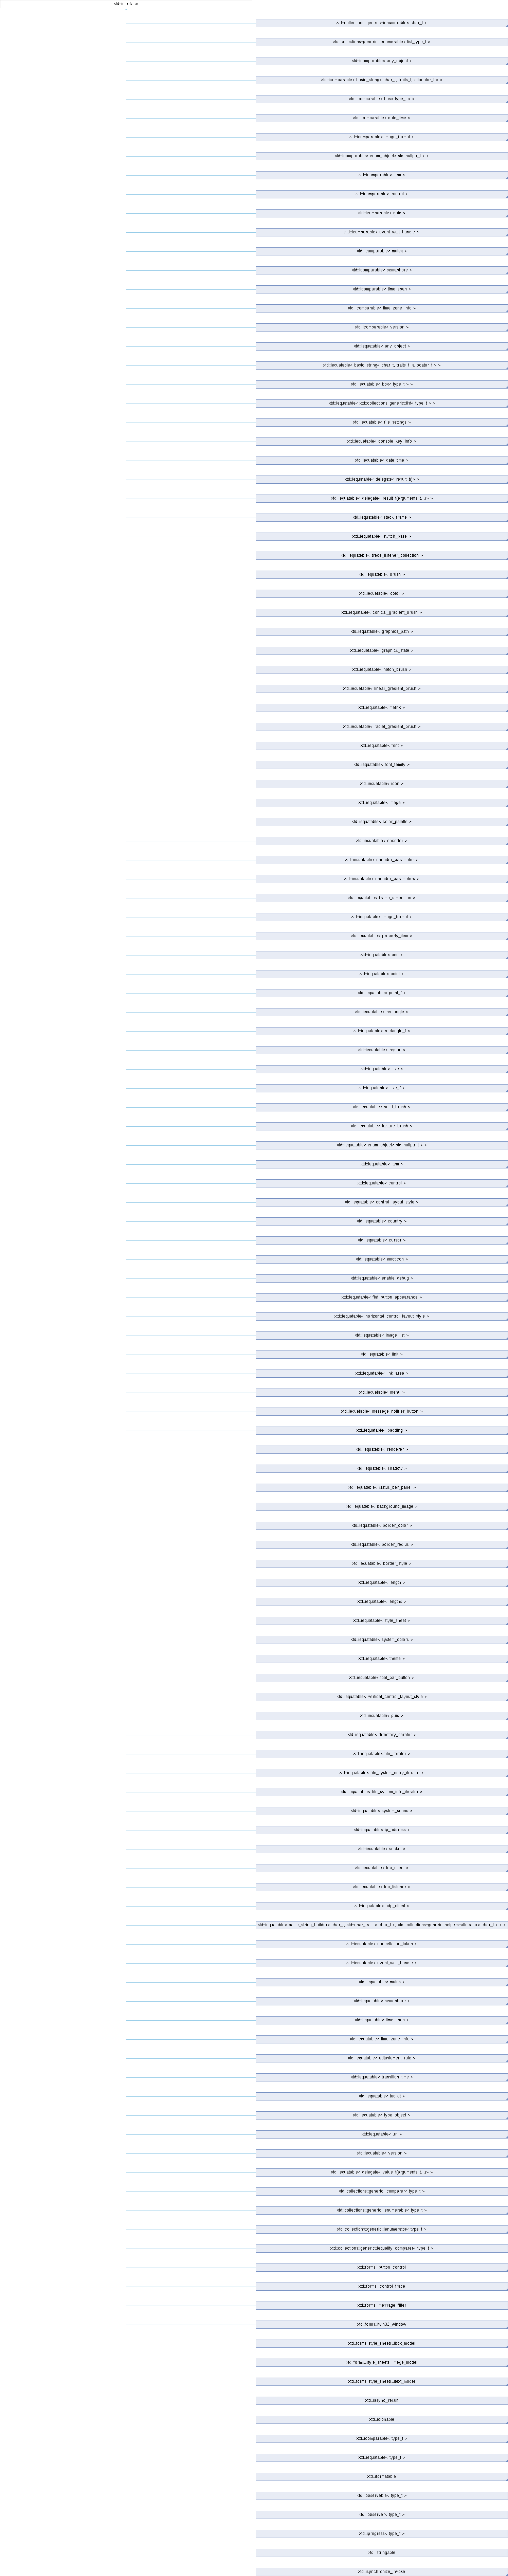 xtd::interface
xtd::collections::generic::ienumerable< char_t >
xtd::collections::generic::ienumerable< list_type_t >
xtd::icomparable< any_object >
xtd::icomparable< basic_string< char_t, traits_t, allocator_t > >
xtd::icomparable< box< type_t > >
xtd::icomparable< date_time >
xtd::icomparable< image_format >
xtd::icomparable< enum_object< std::nullptr_t > >
xtd::icomparable< item >
xtd::icomparable< control >
xtd::icomparable< guid >
xtd::icomparable< event_wait_handle >
xtd::icomparable< mutex >
xtd::icomparable< semaphore >
xtd::icomparable< time_span >
xtd::icomparable< time_zone_info >
xtd::icomparable< version >
xtd::iequatable< any_object >
xtd::iequatable< basic_string< char_t, traits_t, allocator_t > >
xtd::iequatable< box< type_t > >
xtd::iequatable< xtd::collections::generic::list< type_t > >
xtd::iequatable< file_settings >
xtd::iequatable< console_key_info >
xtd::iequatable< date_time >
xtd::iequatable< delegate< result_t()> >
xtd::iequatable< delegate< result_t(arguments_t...)> >
xtd::iequatable< stack_frame >
xtd::iequatable< switch_base >
xtd::iequatable< trace_listener_collection >
xtd::iequatable< brush >
xtd::iequatable< color >
xtd::iequatable< conical_gradient_brush >
xtd::iequatable< graphics_path >
xtd::iequatable< graphics_state >
xtd::iequatable< hatch_brush >
xtd::iequatable< linear_gradient_brush >
xtd::iequatable< matrix >
xtd::iequatable< radial_gradient_brush >
xtd::iequatable< font >
xtd::iequatable< font_family >
xtd::iequatable< icon >
xtd::iequatable< image >
xtd::iequatable< color_palette >
xtd::iequatable< encoder >
xtd::iequatable< encoder_parameter >
xtd::iequatable< encoder_parameters >
xtd::iequatable< frame_dimension >
xtd::iequatable< image_format >
xtd::iequatable< property_item >
xtd::iequatable< pen >
xtd::iequatable< point >
xtd::iequatable< point_f >
xtd::iequatable< rectangle >
xtd::iequatable< rectangle_f >
xtd::iequatable< region >
xtd::iequatable< size >
xtd::iequatable< size_f >
xtd::iequatable< solid_brush >
xtd::iequatable< texture_brush >
xtd::iequatable< enum_object< std::nullptr_t > >
xtd::iequatable< item >
xtd::iequatable< control >
xtd::iequatable< control_layout_style >
xtd::iequatable< country >
xtd::iequatable< cursor >
xtd::iequatable< emoticon >
xtd::iequatable< enable_debug >
xtd::iequatable< flat_button_appearance >
xtd::iequatable< horizontal_control_layout_style >
xtd::iequatable< image_list >
xtd::iequatable< link >
xtd::iequatable< link_area >
xtd::iequatable< menu >
xtd::iequatable< message_notifier_button >
xtd::iequatable< padding >
xtd::iequatable< renderer >
xtd::iequatable< shadow >
xtd::iequatable< status_bar_panel >
xtd::iequatable< background_image >
xtd::iequatable< border_color >
xtd::iequatable< border_radius >
xtd::iequatable< border_style >
xtd::iequatable< length >
xtd::iequatable< lengths >
xtd::iequatable< style_sheet >
xtd::iequatable< system_colors >
xtd::iequatable< theme >
xtd::iequatable< tool_bar_button >
xtd::iequatable< vertical_control_layout_style >
xtd::iequatable< guid >
xtd::iequatable< directory_iterator >
xtd::iequatable< file_iterator >
xtd::iequatable< file_system_entry_iterator >
xtd::iequatable< file_system_info_iterator >
xtd::iequatable< system_sound >
xtd::iequatable< ip_address >
xtd::iequatable< socket >
xtd::iequatable< tcp_client >
xtd::iequatable< tcp_listener >
xtd::iequatable< udp_client >
xtd::iequatable< basic_string_builder< char_t, std::char_traits< char_t >, xtd::collections::generic::helpers::allocator< char_t > > >
xtd::iequatable< cancellation_token >
xtd::iequatable< event_wait_handle >
xtd::iequatable< mutex >
xtd::iequatable< semaphore >
xtd::iequatable< time_span >
xtd::iequatable< time_zone_info >
xtd::iequatable< adjustement_rule >
xtd::iequatable< transition_time >
xtd::iequatable< toolkit >
xtd::iequatable< type_object >
xtd::iequatable< uri >
xtd::iequatable< version >
xtd::iequatable< delegate< value_t(arguments_t...)> >
xtd::collections::generic::icomparer< type_t >
xtd::collections::generic::ienumerable< type_t >
xtd::collections::generic::ienumerator< type_t >
xtd::collections::generic::iequality_comparer< type_t >
xtd::forms::ibutton_control
xtd::forms::icontrol_trace
xtd::forms::imessage_filter
xtd::forms::iwin32_window
xtd::forms::style_sheets::ibox_model
xtd::forms::style_sheets::iimage_model
xtd::forms::style_sheets::itext_model
xtd::iasync_result
xtd::iclonable
xtd::icomparable< type_t >
xtd::iequatable< type_t >
xtd::iformatable
xtd::iobservable< type_t >
xtd::iobserver< type_t >
xtd::iprogress< type_t >
xtd::istringable
xtd::isynchronize_invoke